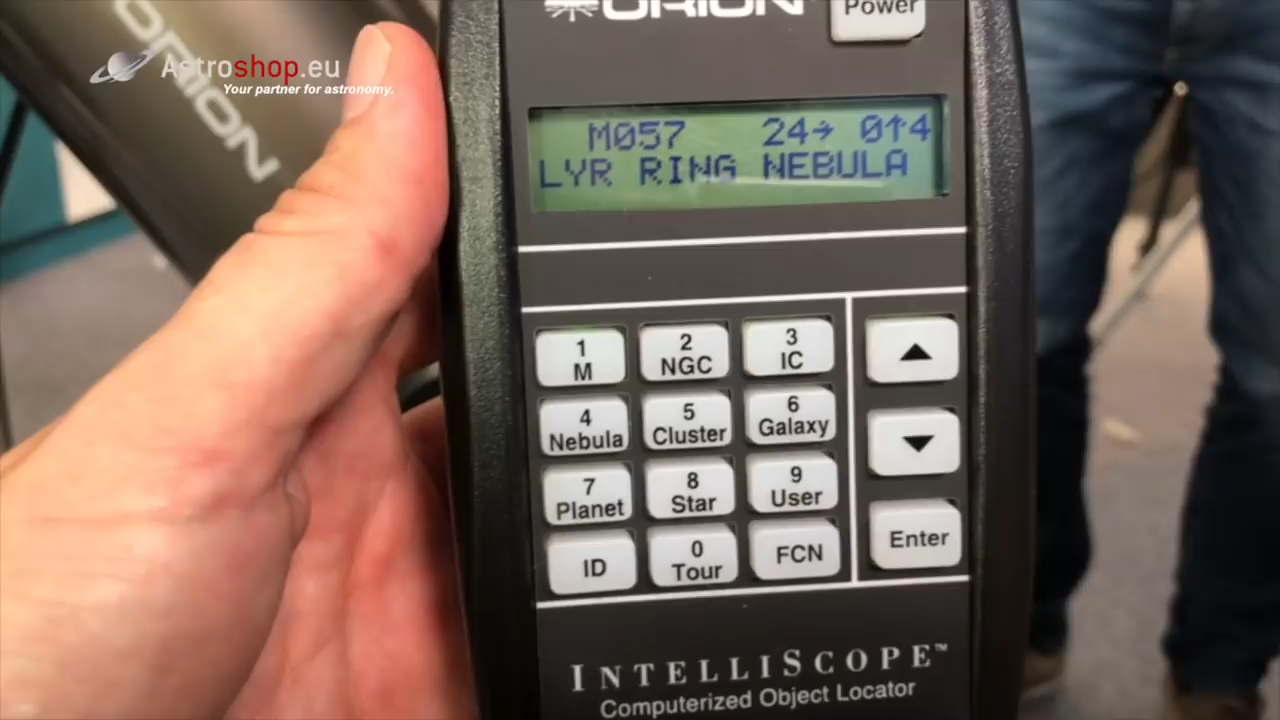 ORION
Power
Astroshop.eu
Your partner for astronomy.
ORION
M057 24→ 0↑4
LYR RING NEBULA
1
M
2
NGC
3
IC
4
Nebula
5
Cluster
6
Galaxy
7
Planet
8
Star
9
User
Enter
ID
0
Tour
FCN
INTELLISCOPE™
Computerized Object Locator